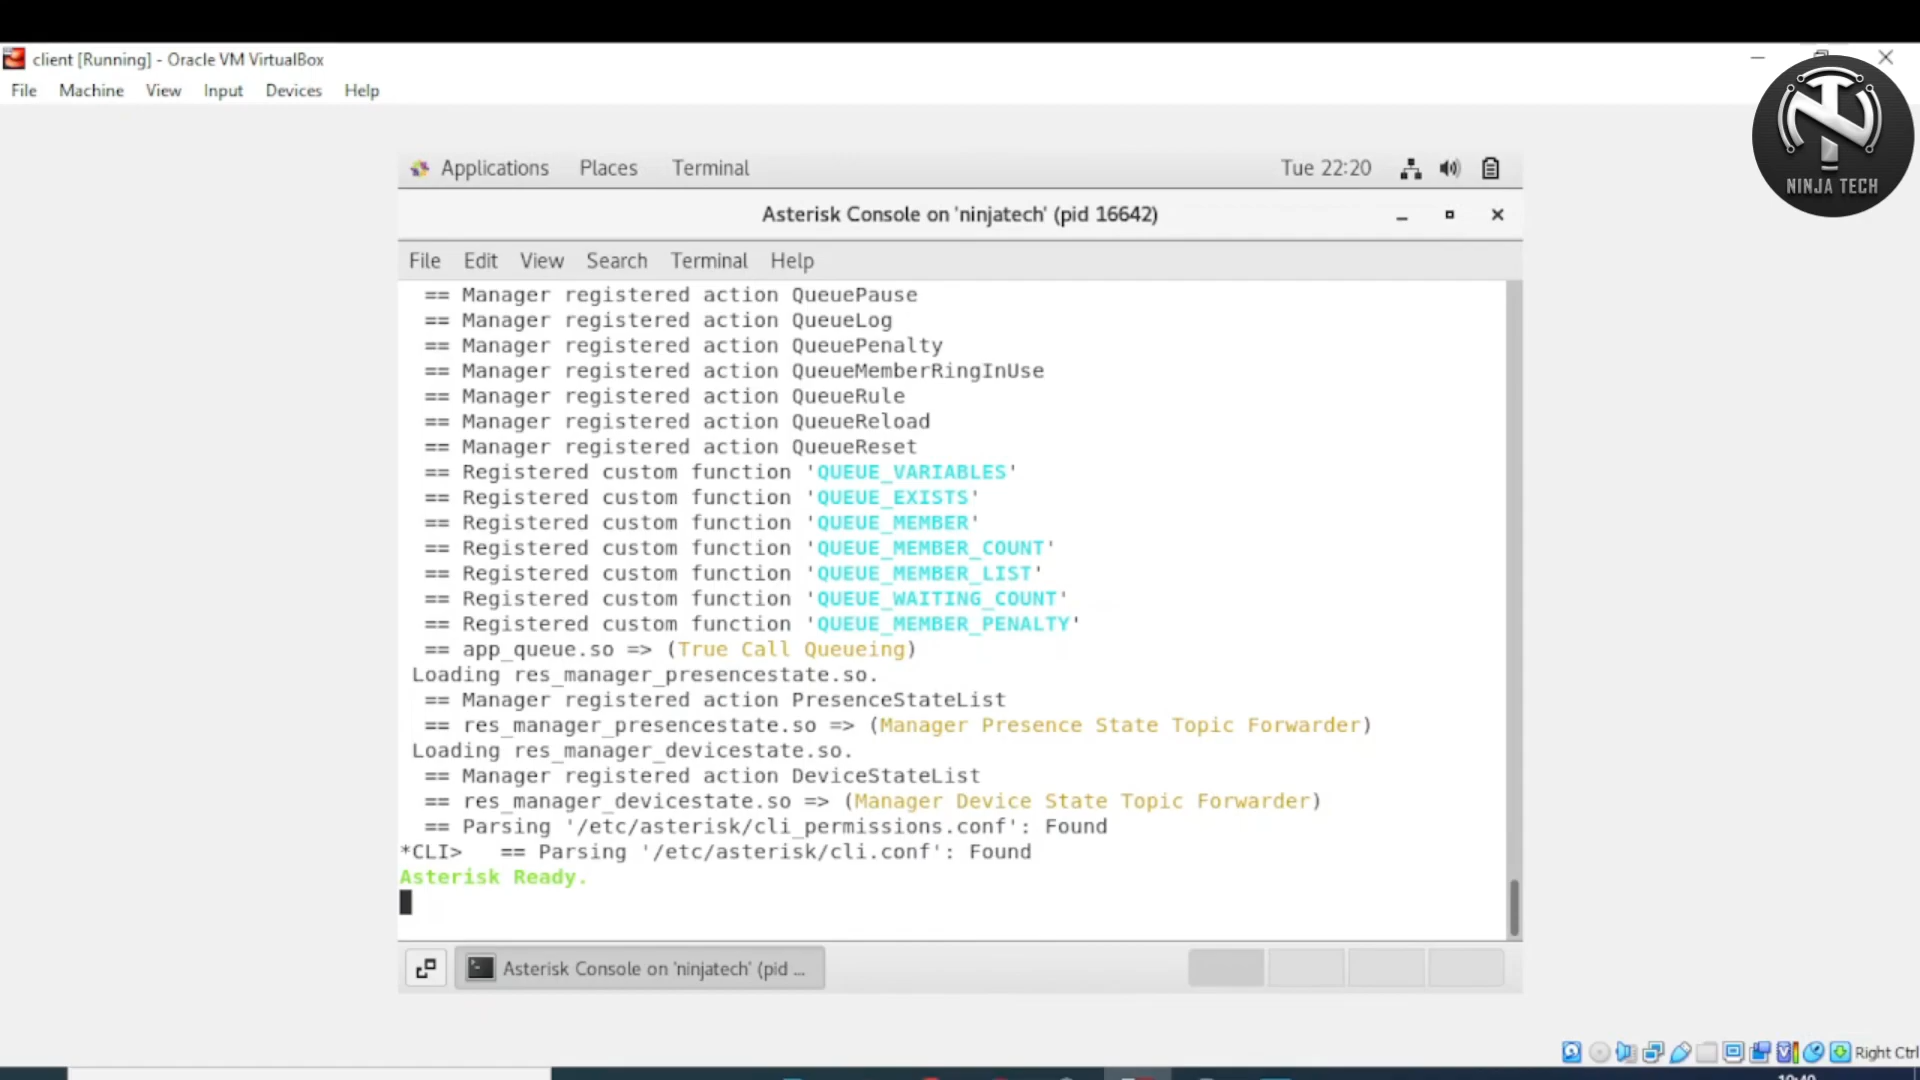 client [Running] - Oracle VM VirtualBox
File Machine View Input Devices Help
NINJA TECH
Applications Places Terminal Tue 22:20
Asterisk Console on 'ninjatech' (pid 16642)
File Edit View Search Terminal Help
== Manager registered action QueuePause
== Manager registered action QueueLog
== Manager registered action QueuePenalty
== Manager registered action QueueMemberRingInUse
== Manager registered action QueueRule
== Manager registered action QueueReload
== Manager registered action QueueReset
== Registered custom function 'QUEUE_VARIABLES'
== Registered custom function 'QUEUE_EXISTS'
== Registered custom function 'QUEUE_MEMBER'
== Registered custom function 'QUEUE_MEMBER_COUNT'
== Registered custom function 'QUEUE_MEMBER_LIST'
== Registered custom function 'QUEUE_WAITING_COUNT'
== Registered custom function 'QUEUE_MEMBER_PENALTY'
== app_queue.so => (True Call Queueing)
Loading res_manager_presencestate.so.
== Manager registered action PresenceStateList
== res_manager_presencestate.so => (Manager Presence State Topic Forwarder)
Loading res_manager_devicestate.so.
== Manager registered action DeviceStateList
== res_manager_devicestate.so => (Manager Device State Topic Forwarder)
== Parsing '/etc/asterisk/cli_permissions.conf': Found
*CLI> == Parsing '/etc/asterisk/cli.conf': Found
Asterisk Ready.
Asterisk Console on 'ninjatech' (pid ...
Right Ctrl